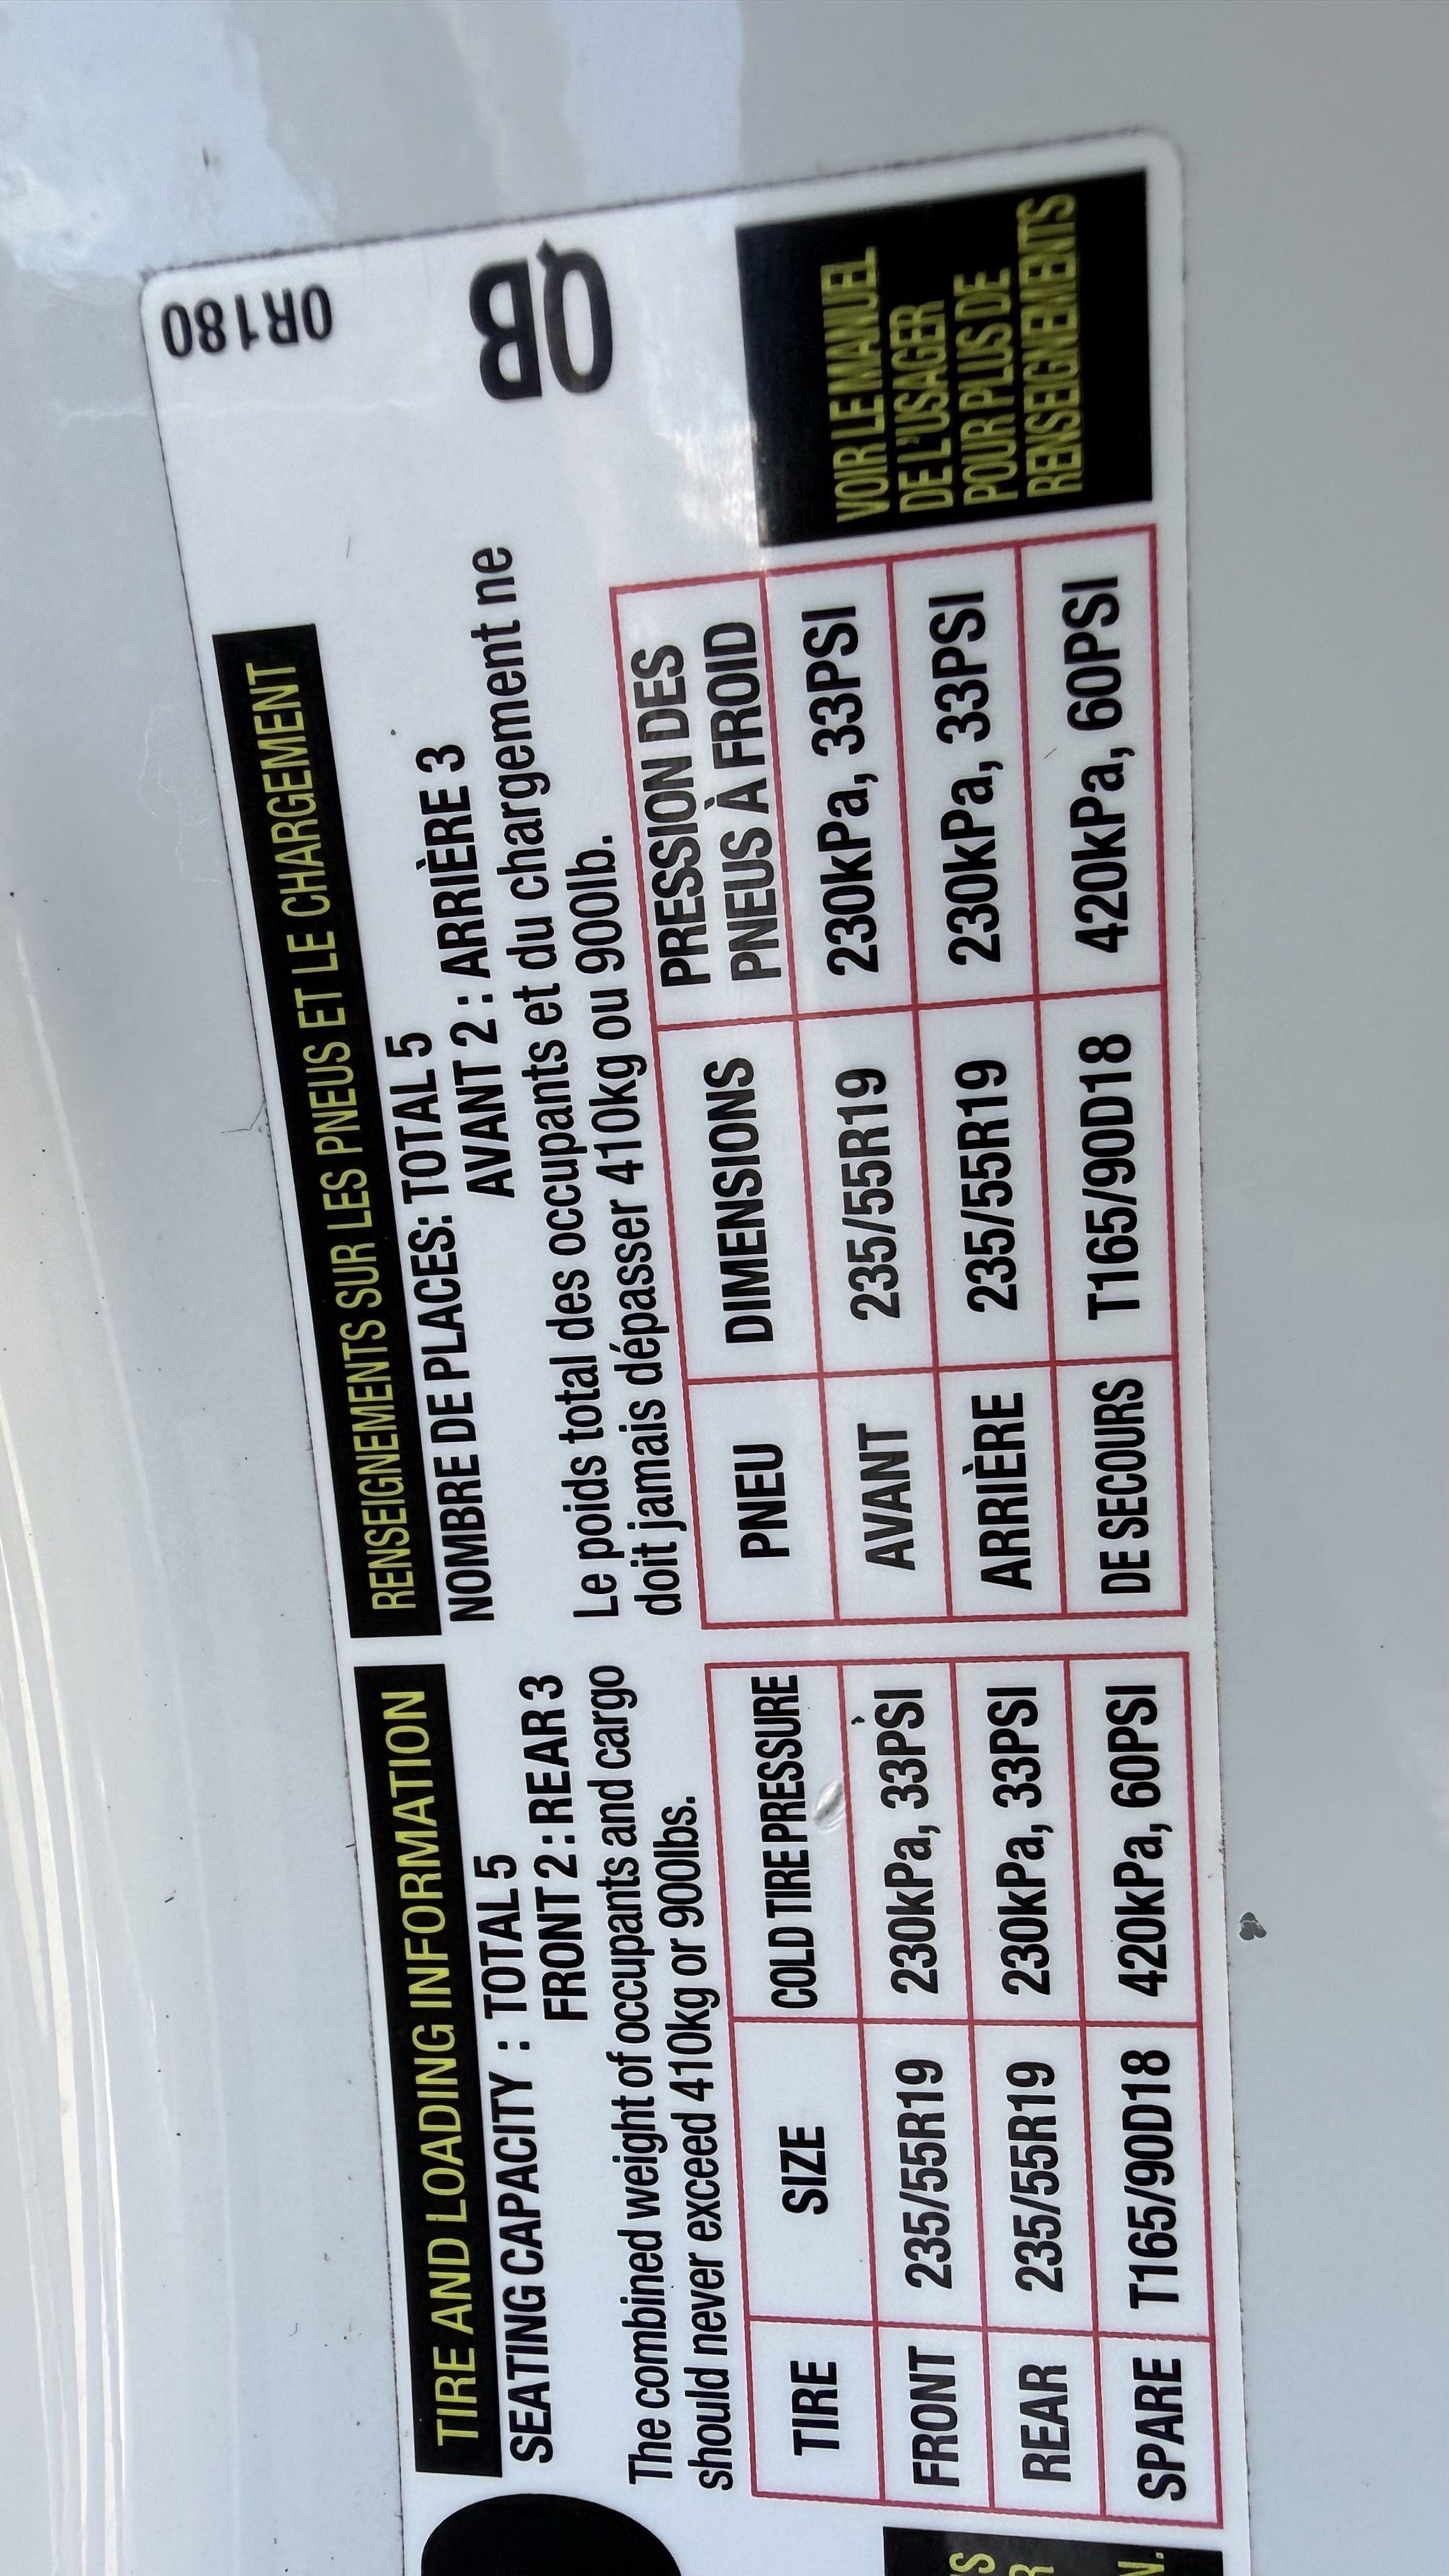 TIRE AND LOADING INFORMATION
SEATING CAPACITY : TOTAL 5
FRONT 2 : REAR 3
The combined weight of occupants and cargo
should never exceed 410kg or 900lbs.
TIRE SIZE COLD TIRE PRESSURE
FRONT 235/55R19 230kPa, 33PSI
REAR 235/55R19 230kPa, 33PSI
SPARE T165/90D18 420kPa, 60PSI
RENSEIGNEMENTS SUR LES PNEUS ET LE CHARGEMENT
NOMBRE DE PLACES: TOTAL 5
AVANT 2 : ARRIÈRE 3
Le poids total des occupants et du chargement ne
doit jamais dépasser 410kg ou 900lb.
PNEU DIMENSIONS PRESSION DES
PNEUS À FROID
AVANT 235/55R19 230kPa, 33PSI
ARRIÈRE 235/55R19 230kPa, 33PSI
DE SECOURS T165/90D18 420kPa, 60PSI
0R180
QB
VOIR LE MANUEL
DE L'USAGER
POUR PLUS DE
RENSEIGNEMENTS